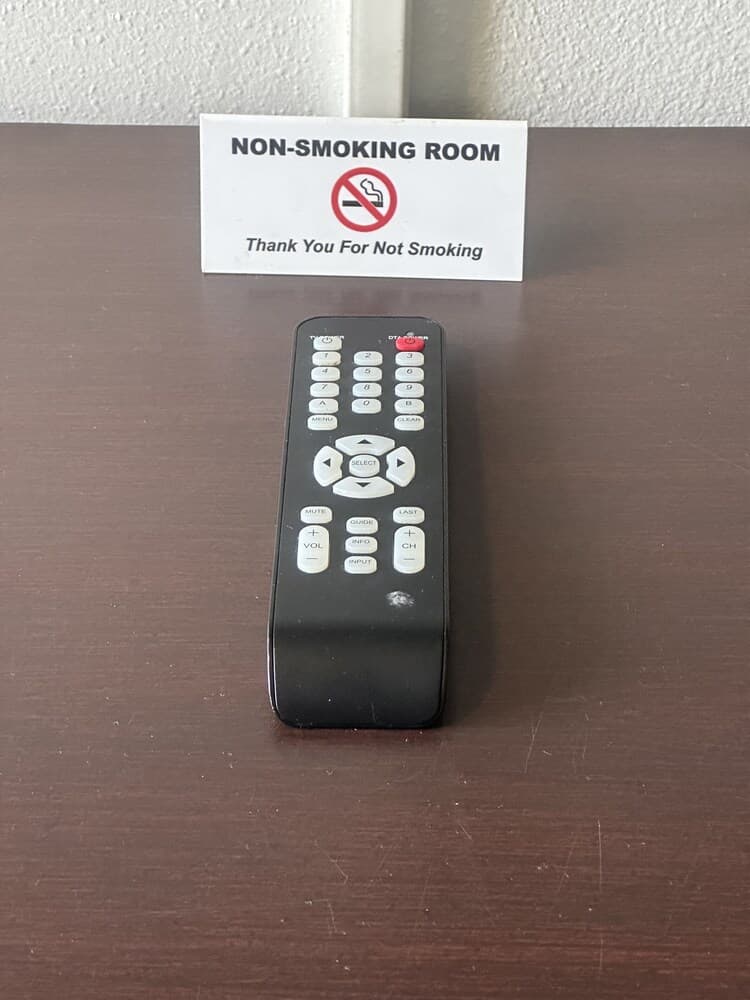 NON-SMOKING ROOM
Thank You For Not Smoking
1 2 3
4 5 6
7 8 9
A 0 B
MENU CLEAR
SELECT
MUTE LAST
GUIDE
+ +
VOL INFO CH
- -
INPUT